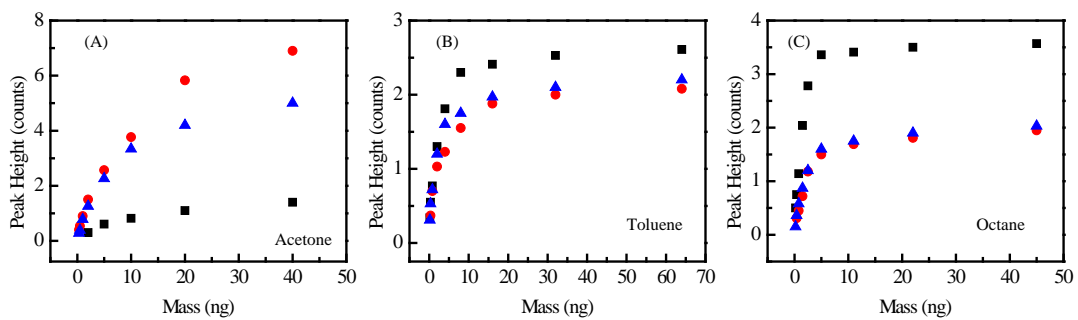 (A)
Peak Height (counts)
8
6
4
2
0
Acetone
0 10 20 30 40 50
Mass (ng)
(B)
Peak Height (counts)
3
2
1
0
Toluene
0 10 20 30 40 50 60 70
Mass (ng)
(C)
Peak Height (counts)
4
3
2
1
0
Octane
0 10 20 30 40 50
Mass (ng)